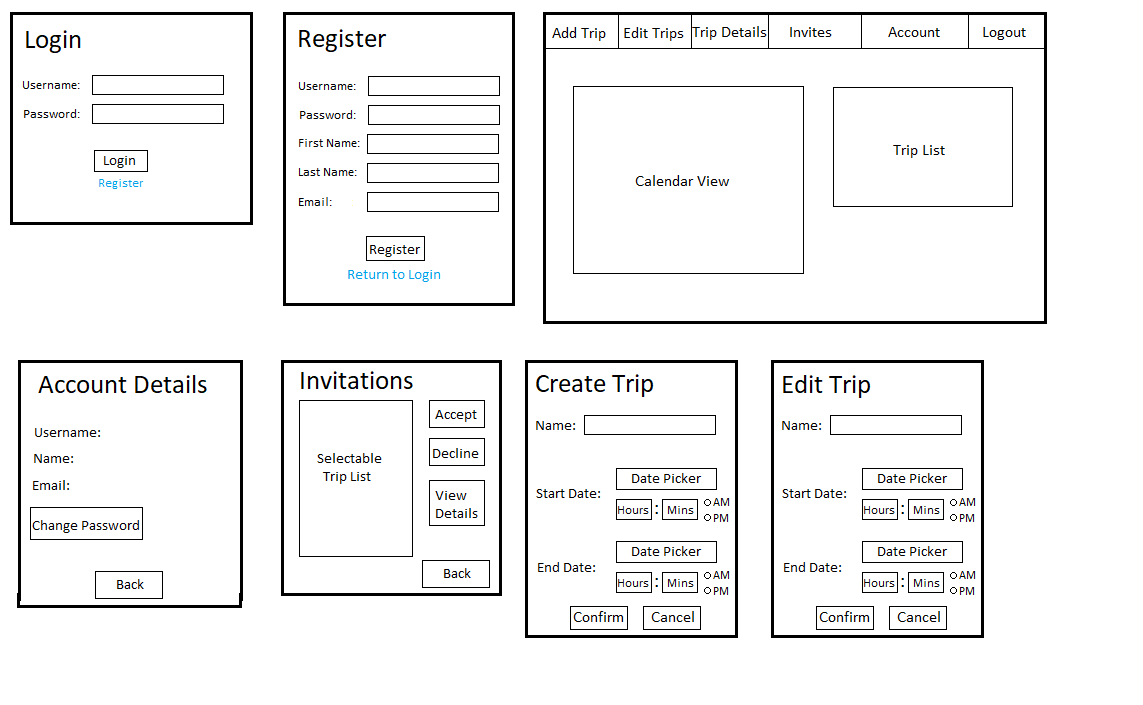 Login
Username:
Password:
Login
Register
Register
Username:
Password:
First Name:
Last Name:
Email:
Register
Return to Login
Add Trip Edit Trips Trip Details Invites Account Logout
Calendar View
Trip List
Account Details
Username:
Name:
Email:
Change Password
Back
Invitations
Selectable
Trip List
Accept
Decline
View
Details
Back
Create Trip
Name:
Start Date:
Date Picker
Hours : Mins
AM
PM
End Date:
Date Picker
Hours : Mins
AM
PM
Confirm Cancel
Edit Trip
Name:
Start Date:
Date Picker
Hours : Mins
AM
PM
End Date:
Date Picker
Hours : Mins
AM
PM
Confirm Cancel